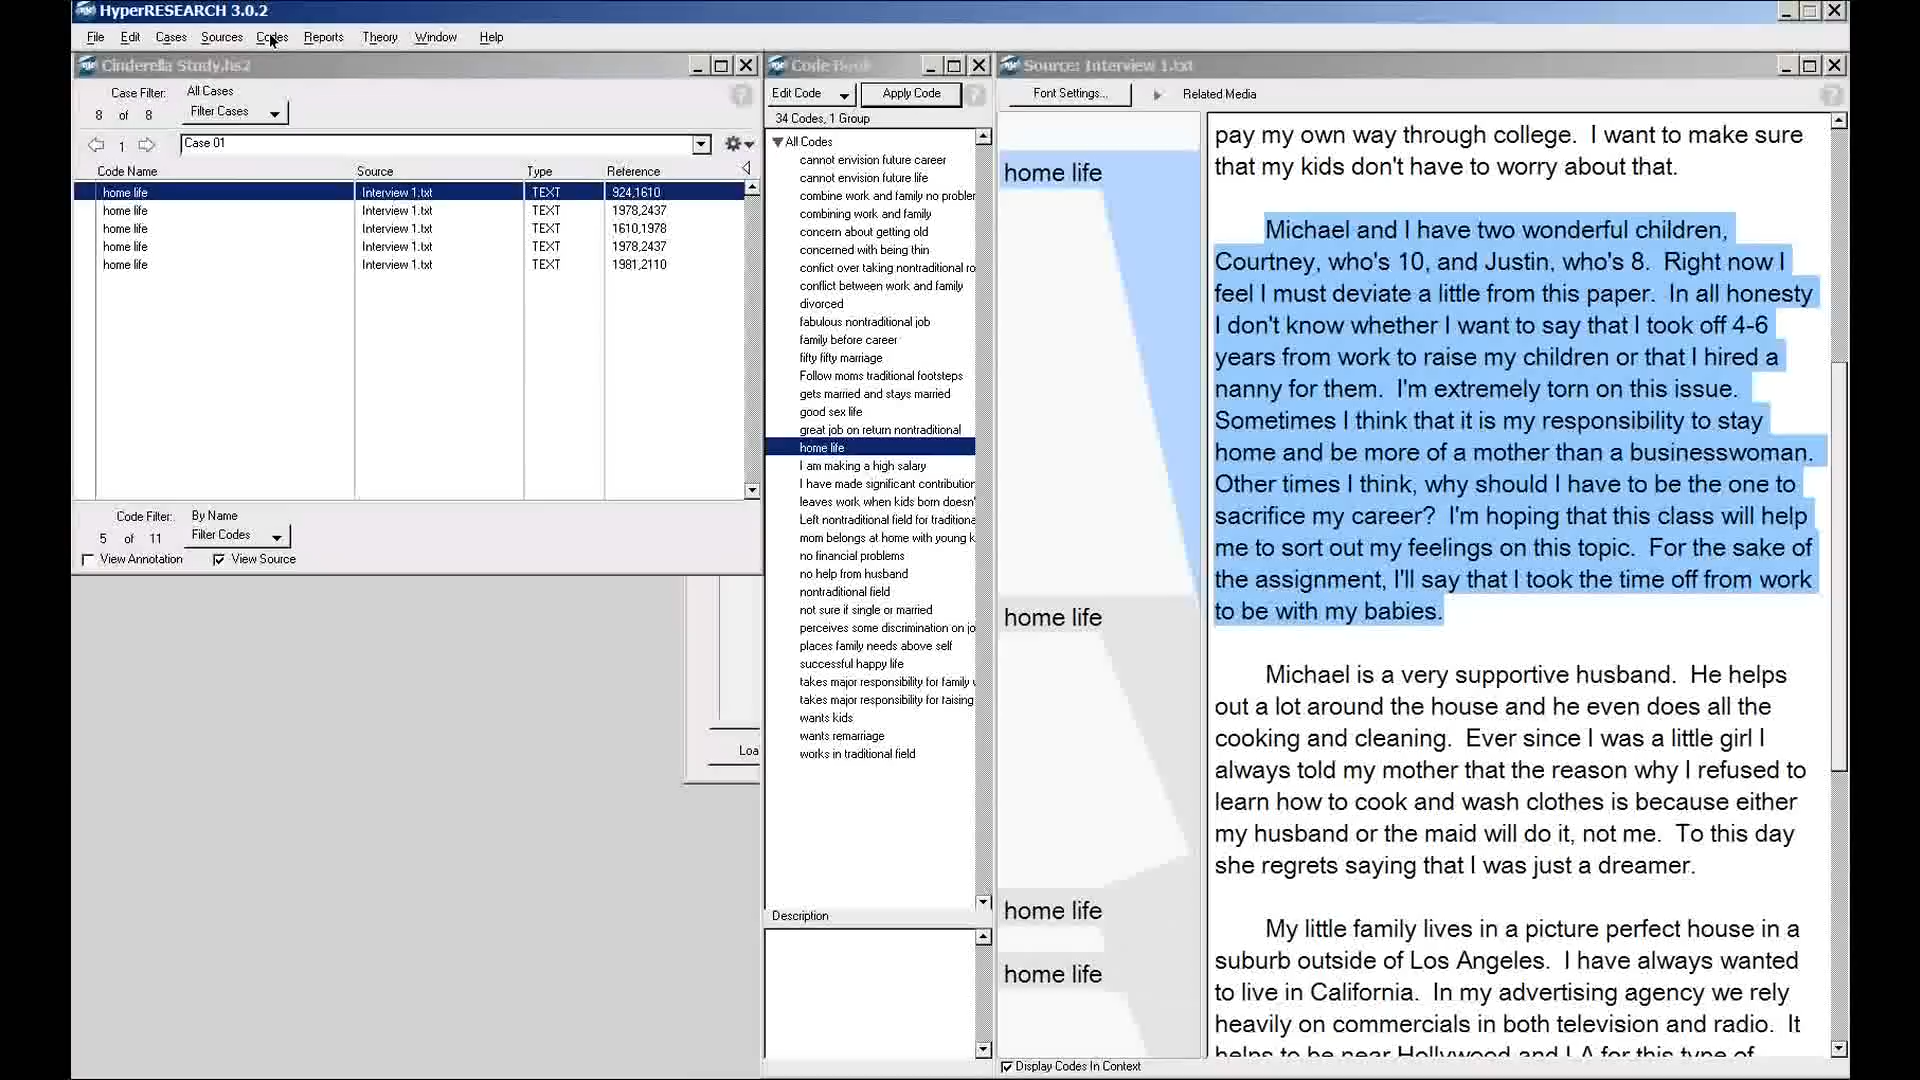 HyperRESEARCH 3.0.2
File Edit Cases Sources Codes Reports Theory Window Help
Cinderella Study.hs2
Case Filter: All Cases
8 of 8 Filter Cases
1 Case 01
Code Name Source Type Reference
home life Interview 1.txt TEXT 924,1610
home life Interview 1.txt TEXT 1978,2437
home life Interview 1.txt TEXT 1610,1978
home life Interview 1.txt TEXT 1978,2437
home life Interview 1.txt TEXT 1981,2110
Code Filter: By Name
5 of 11 Filter Codes
View Annotation View Source
Loa
Code Book
Edit Code Apply Code
34 Codes, 1 Group
All Codes
cannot envision future career
cannot envision future life
combine work and family no problem
combining work and family
concern about getting old
concerned with being thin
confict over taking nontraditional ro
conflict between work and family
divorced
fabulous nontraditional job
family before career
fifty fifty marriage
Follow moms traditional footsteps
gets married and stays married
good sex life
great job on return nontraditional
home life
I am making a high salary
I have made significant contribution
leaves work when kids born doesn'
Left nontraditional field for traditiona
mom belongs at home with young k
no financial problems
no help from husband
nontraditional field
not sure if single or married
perceives some discrimination on jo
places family needs above self
successful happy life
takes major responsibility for family
takes major responsibility for raising
wants kids
wants remarriage
works in traditional field
Description
Source: Interview 1.txt
Font Settings... Related Media
home life
home life
home life
home life
pay my own way through college. I want to make sure
that my kids don't have to worry about that.
Michael and I have two wonderful children,
Courtney, who's 10, and Justin, who's 8. Right now I
feel I must deviate a little from this paper. In all honesty
I don't know whether I want to say that I took off 4-6
years from work to raise my children or that I hired a
nanny for them. I'm extremely torn on this issue.
Sometimes I think that it is my responsibility to stay
home and be more of a mother than a businesswoman.
Other times I think, why should I have to be the one to
sacrifice my career? I'm hoping that this class will help
me to sort out my feelings on this topic. For the sake of
the assignment, I'll say that I took the time off from work
to be with my babies.
Michael is a very supportive husband. He helps
out a lot around the house and he even does all the
cooking and cleaning. Ever since I was a little girl I
always told my mother that the reason why I refused to
learn how to cook and wash clothes is because either
my husband or the maid will do it, not me. To this day
she regrets saying that I was just a dreamer.
My little family lives in a picture perfect house in a
suburb outside of Los Angeles. I have always wanted
to live in California. In my advertising agency we rely
heavily on commercials in both television and radio. It
helps to be near Hollywood and LA for this type of
Display Codes In Context